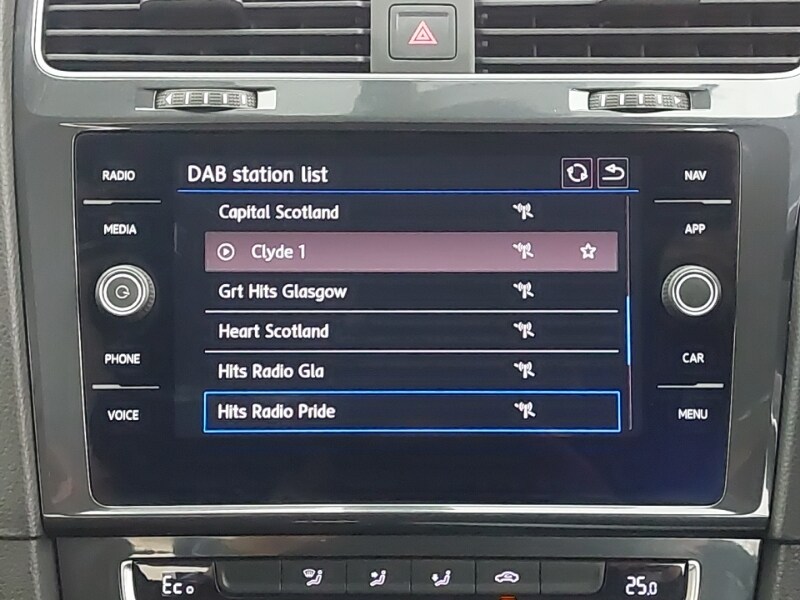 RADIO
DAB station list
NAV
Capital Scotland
MEDIA
APP
Clyde 1
Grt Hits Glasgow
Heart Scotland
PHONE
CAR
Hits Radio Gla
VOICE
Hits Radio Pride
MENU
Eco
25.0